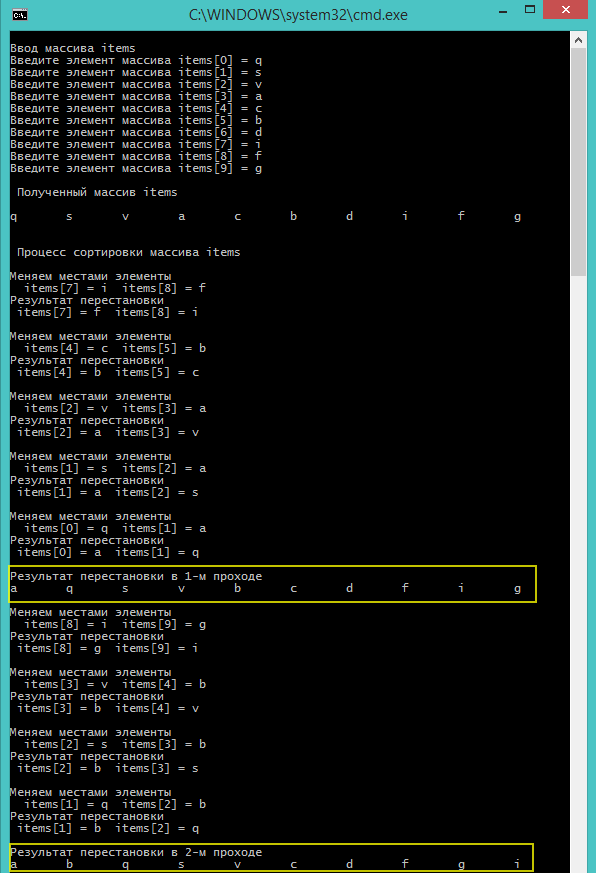 C:\WINDOWS\system32\cmd.exe
Ввод массива items
Введите элемент массива items[0] = q
Введите элемент массива items[1] = s
Введите элемент массива items[2] = v
Введите элемент массива items[3] = a
Введите элемент массива items[4] = c
Введите элемент массива items[5] = b
Введите элемент массива items[6] = d
Введите элемент массива items[7] = i
Введите элемент массива items[8] = f
Введите элемент массива items[9] = g
Полученный массив items
q s v a c b d i f g
Процесс сортировки массива items
Меняем местами элементы
items[7] = i items[8] = f
Результат перестановки
items[7] = f items[8] = i
Меняем местами элементы
items[4] = c items[5] = b
Результат перестановки
items[4] = b items[5] = c
Меняем местами элементы
items[2] = v items[3] = a
Результат перестановки
items[2] = a items[3] = v
Меняем местами элементы
items[1] = s items[2] = a
Результат перестановки
items[1] = a items[2] = s
Меняем местами элементы
items[0] = q items[1] = a
Результат перестановки
items[0] = a items[1] = q
Результат перестановки в 1-м проходе
a q s v b c d f i g
Меняем местами элементы
items[8] = i items[9] = g
Результат перестановки
items[8] = g items[9] = i
Меняем местами элементы
items[3] = v items[4] = b
Результат перестановки
items[3] = b items[4] = v
Меняем местами элементы
items[2] = s items[3] = b
Результат перестановки
items[2] = b items[3] = s
Меняем местами элементы
items[1] = q items[2] = b
Результат перестановки
items[1] = b items[2] = q
Результат перестановки в 2-м проходе
a b q s v c d f g i